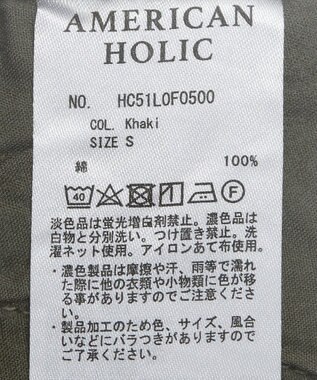 AMERICAN
HOLIC
NO. HC51L0F0500
COL. Khaki
SIZE S
綿 100%
40 F
淡色品は蛍光増白剤禁止。濃色品は
白物と分別洗い。つけ置き禁止。洗
濯ネット使用。アイロンあて布使用。
・濃色製品は摩擦や汗、雨等で濡れ
た際に他の衣類や小物類に色が移
る事がありますのでご注意くださ
い。
・製品加工のため色、サイズ、風合
いなどにバラつきがありますので
ご了承ください。